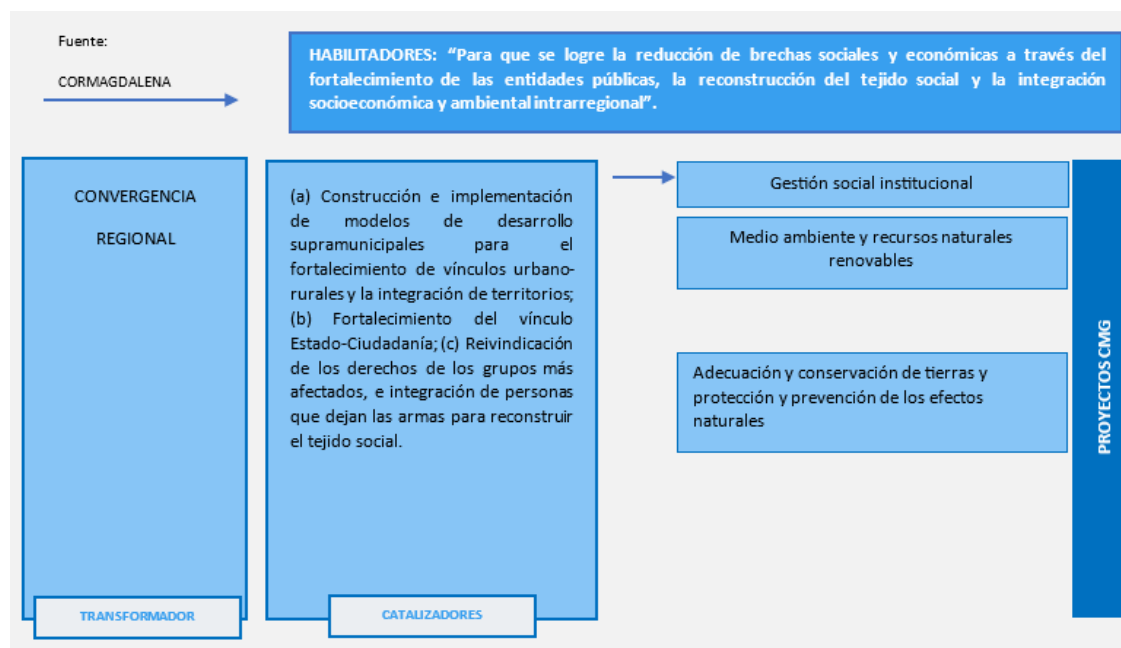 Fuente:
CORMAGDALENA
HABILITADORES: “Para que se logre la reducción de brechas sociales y económicas a través del
fortalecimiento de las entidades públicas, la reconstrucción del tejido social y la integración
socioeconómica y ambiental intrarregional”.
CONVERGENCIA
REGIONAL
TRANSFORMADOR
(a) Construcción e implementación
de modelos de desarrollo
supramunicipales para el
fortalecimiento de vínculos urbano-
rurales y la integración de territorios;
(b) Fortalecimiento del vínculo
Estado-Ciudadanía; (c) Reivindicación
de los derechos de los grupos más
afectados, e integración de personas
que dejan las armas para reconstruir
el tejido social.
CATALIZADORES
Gestión social institucional
Medio ambiente y recursos naturales
renovables
Adecuación y conservación de tierras y
protección y prevención de los efectos
naturales
PROYECTOS CMG